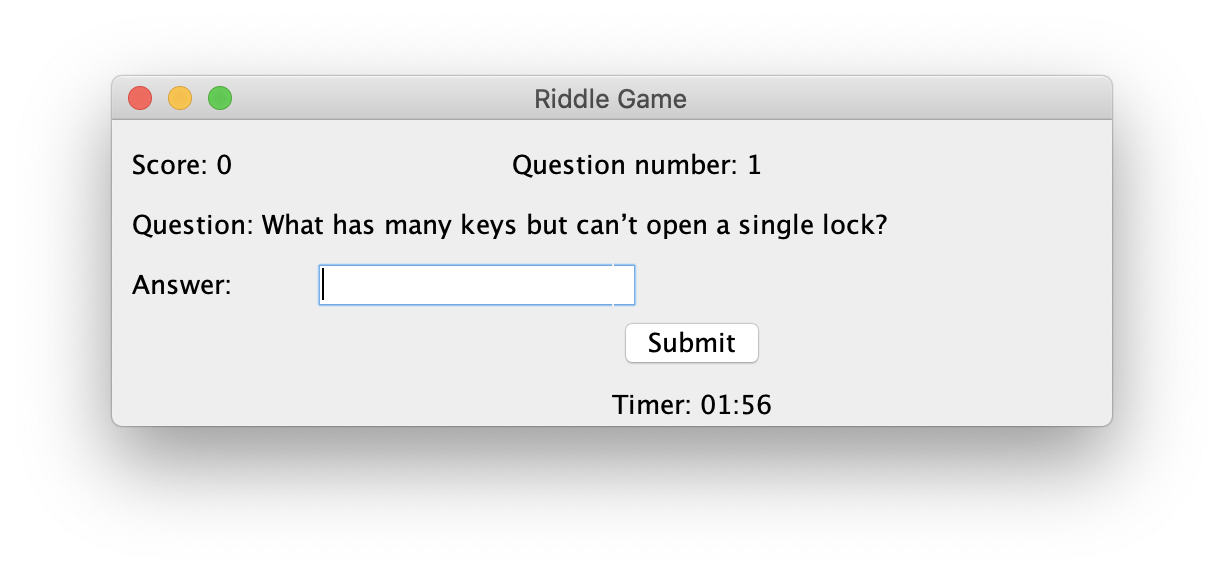 Riddle Game
Score: 0 Question number: 1
Question: What has many keys but can’t open a single lock?
Answer:
Submit
Timer: 01:56